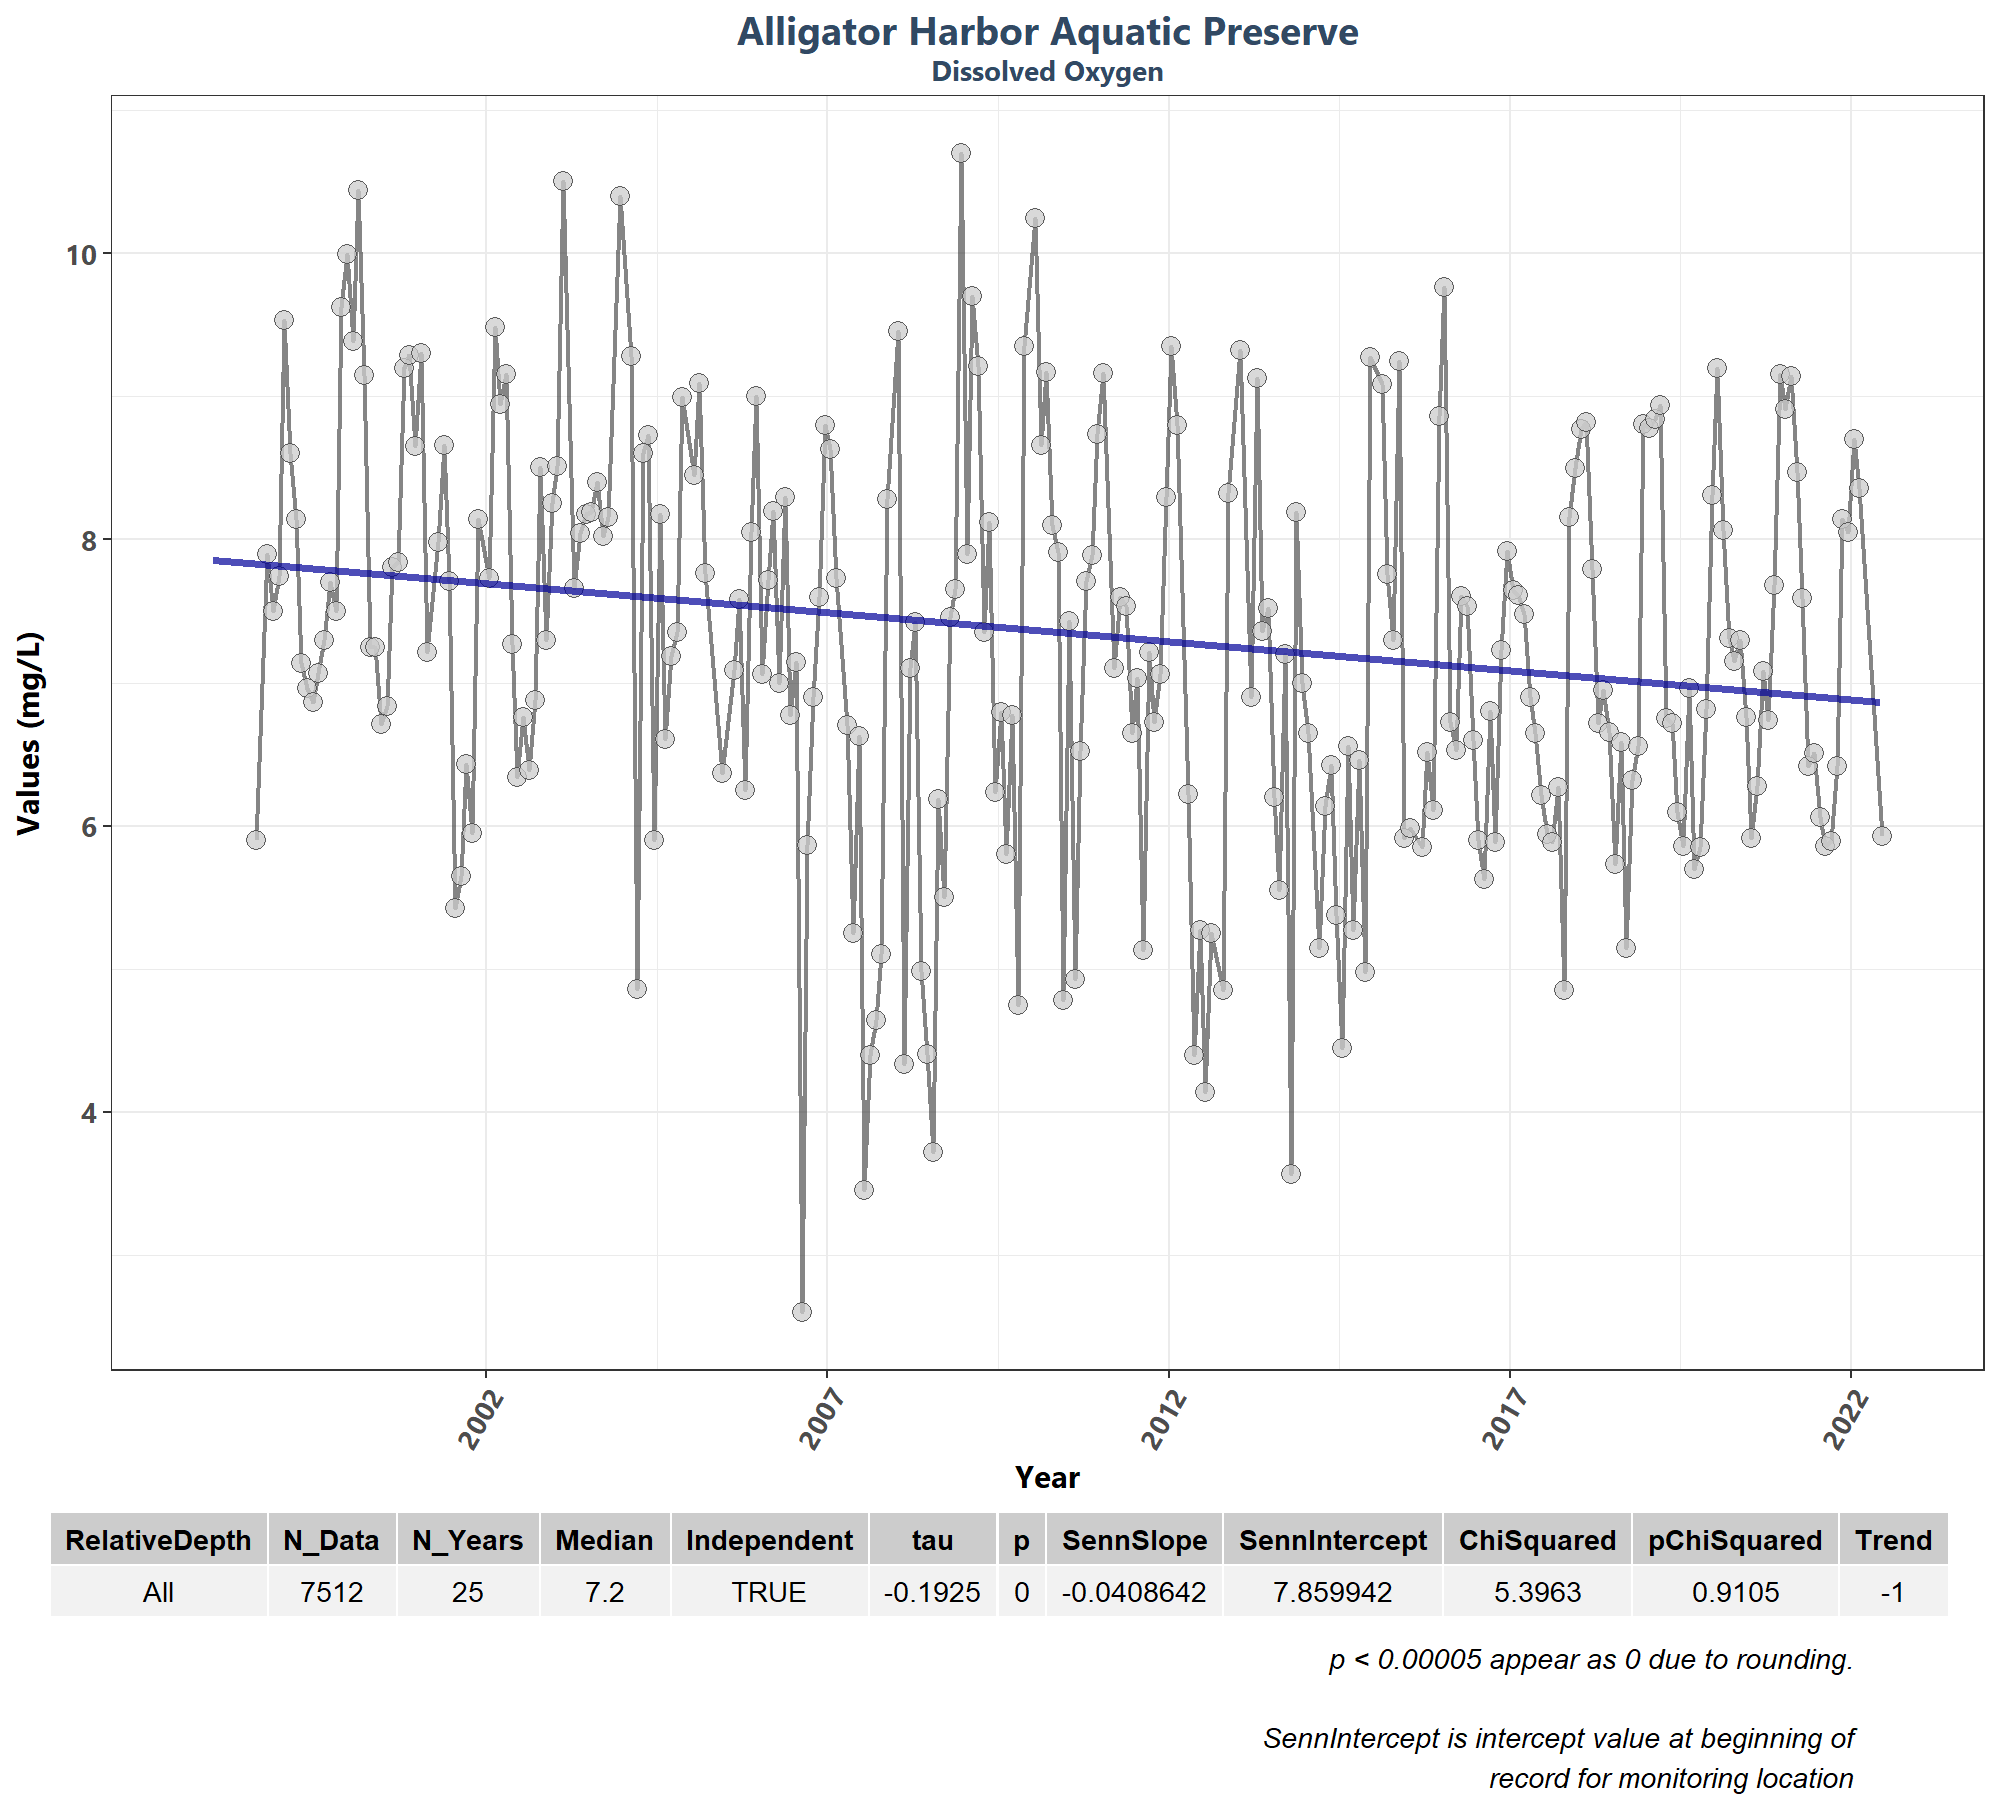 Alligator Harbor Aquatic Preserve
Dissolved Oxygen
Values (mg/L)
10
8
6
4
2002
2007
2012
2017
2022
Year
RelativeDepth N_Data N_Years Median Independent tau p SennSlope SennIntercept ChiSquared pChiSquared Trend
All 7512 25 7.2 TRUE -0.1925 0 -0.0408642 7.859942 5.3963 0.9105 -1
p < 0.00005 appear as 0 due to rounding.
SennIntercept is intercept value at beginning of
record for monitoring location